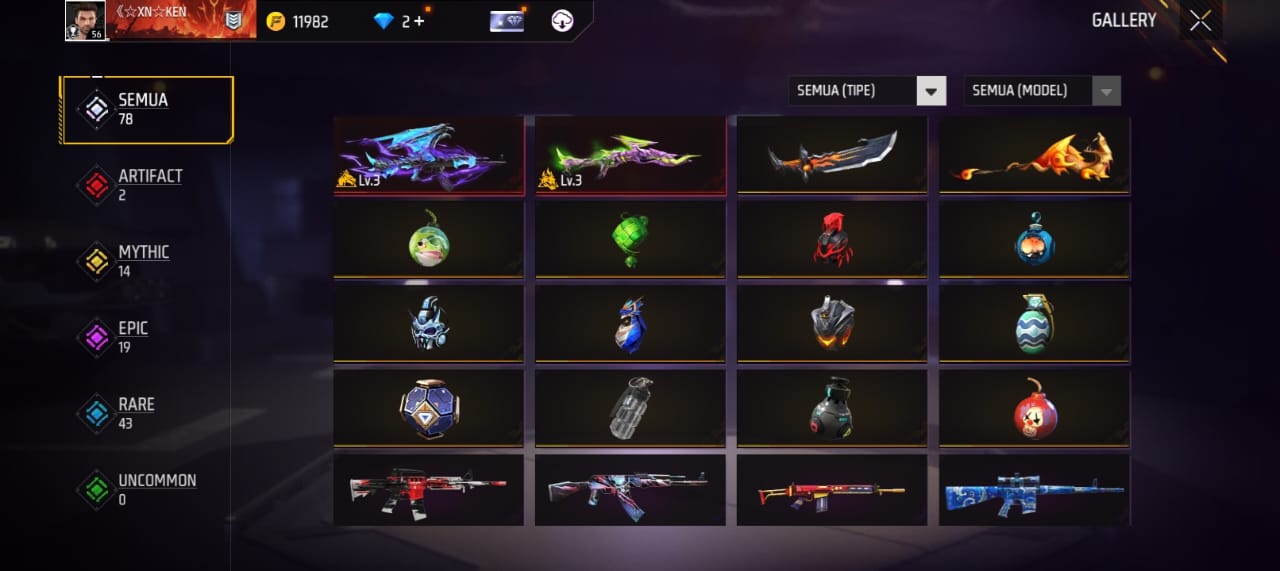 《☆XN☆KEN
56
11982
2 +
GALLERY
SEMUA (TIPE)
SEMUA (MODEL)
SEMUA
78
ARTIFACT
2
MYTHIC
14
EPIC
19
RARE
43
UNCOMMON
0
Lv.3
Lv.3